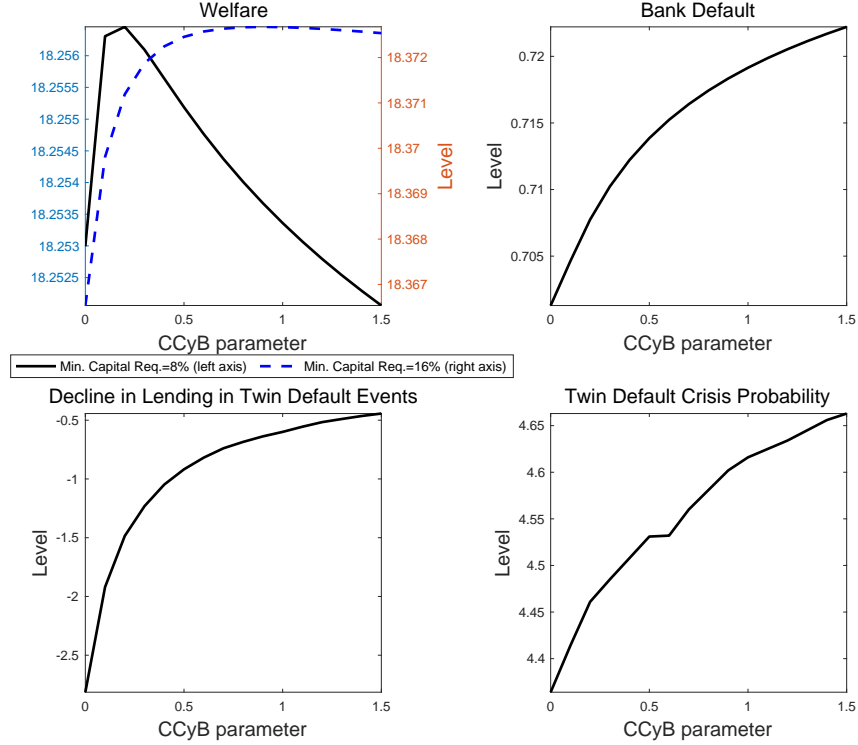 Welfare
18.256
18.2555
18.255
18.2545
18.254
18.2535
18.253
18.2525
18.372
18.371
18.37
18.369
18.368
18.367
Level
0 0.5 1 1.5
CCyB parameter
Bank Default
0.72
0.715
0.71
0.705
Level
0 0.5 1 1.5
CCyB parameter
Min. Capital Req.=8% (left axis) Min. Capital Req.=16% (right axis)
Decline in Lending in Twin Default Events
-0.5
-1
-1.5
-2
-2.5
Level
0 0.5 1 1.5
CCyB parameter
Twin Default Crisis Probability
4.65
4.6
4.55
4.5
4.45
4.4
Level
0 0.5 1 1.5
CCyB parameter